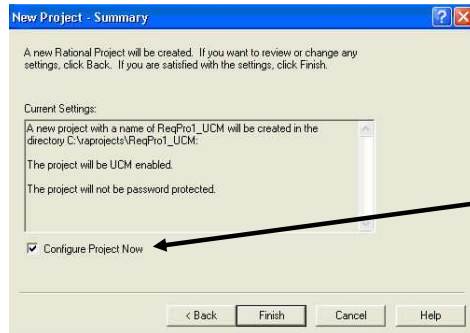 New Project - Summary
A new Rational Project will be created. If you want to review or change any
settings, click Back. If you are satisfied with the settings, click Finish.
Current Settings:
A new project with a name of ReqPro1_UCM will be created in the
directory C:\raprojects\ReqPro1_UCM:
The project will be UCM enabled.
The project will not be password protected.
Configure Project Now
< Back
Finish
Cancel
Help